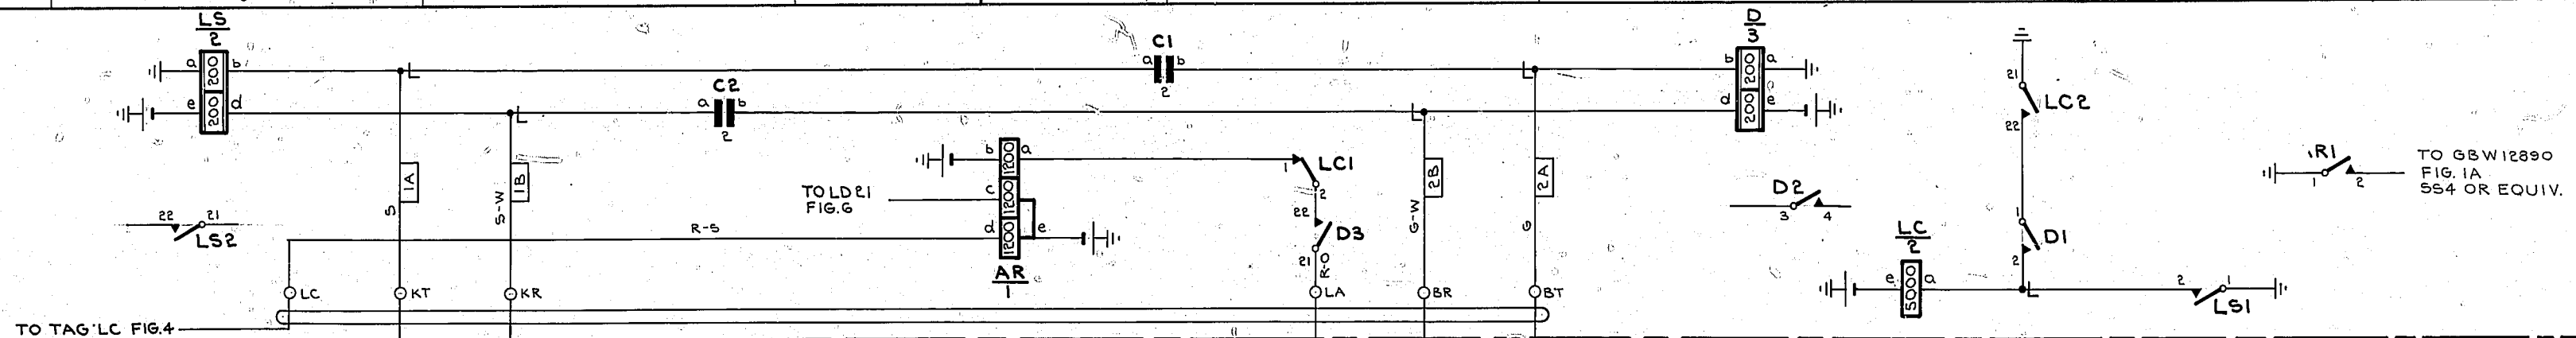 LS
2
a 200 b
e 200 d
C1
a b
2
C2
a b
2
D
3
b 200 a
d 200 e
21
LC2
22
b 1200 a
c 1200
d 1200 e
AR
1
TO LD21
FIG. 6
R-S
1 LC1
2
22
D3
21
R-O
1A
S
1B
S-W
2B
G-W
2A
G
22 21
LS2
D2
3 4
1
D1
2
LC
2
e 5000 a
2 1
LS1
R1
1 2
TO GBW12890
FIG. 1A
SS4 OR EQUIV.
LC
KT
KR
LA
BR
BT
TO TAG'LC FIG.4